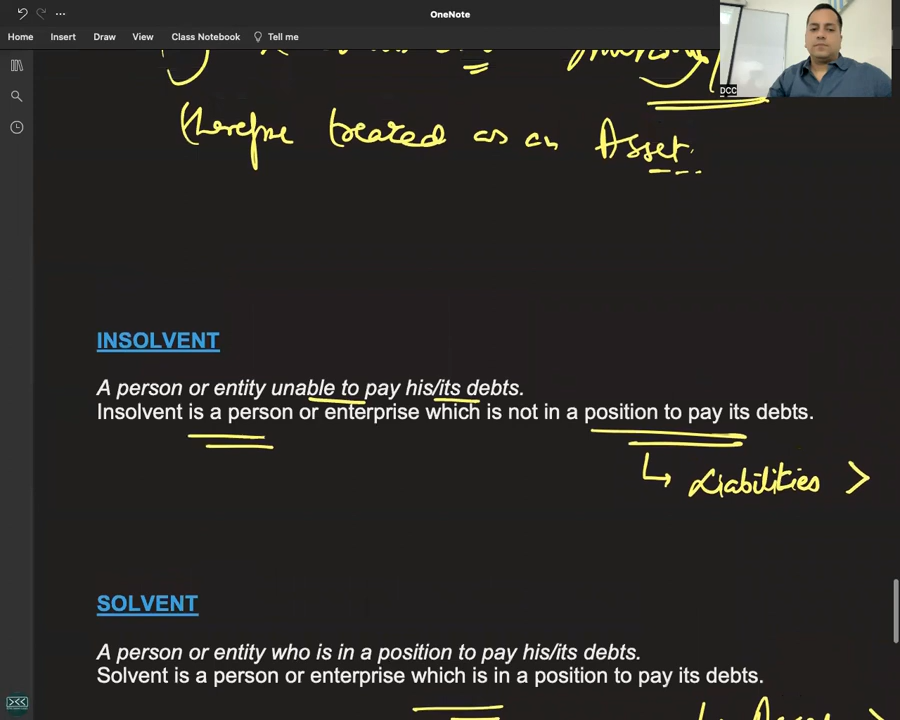 OneNote
Home Insert Draw View Class Notebook Tell me
DCC
therefore treated as an Asset.
INSOLVENT
A person or entity unable to pay his/its debts.
Insolvent is a person or enterprise which is not in a position to pay its debts.
↳ Liabilities >
SOLVENT
A person or entity who is in a position to pay his/its debts.
Solvent is a person or enterprise which is in a position to pay its debts.